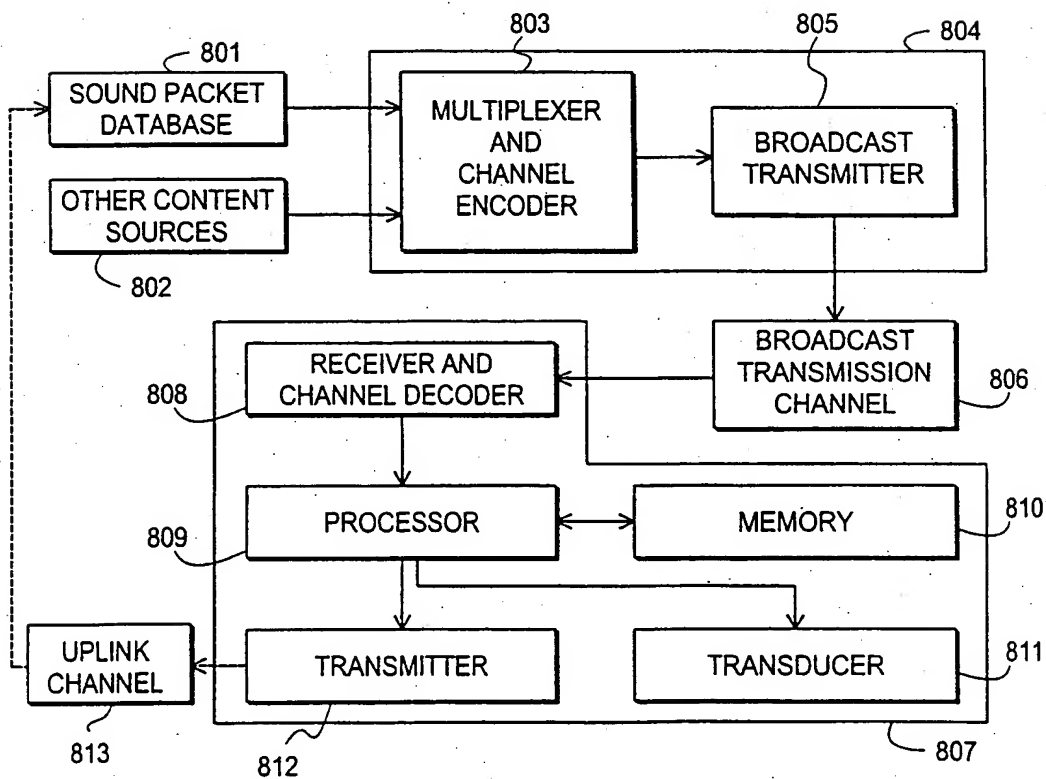 803
805
804
801
SOUND PACKET
DATABASE
MULTIPLEXER
AND
CHANNEL
ENCODER
BROADCAST
TRANSMITTER
OTHER CONTENT
SOURCES
802
RECEIVER AND
CHANNEL DECODER
808
BROADCAST
TRANSMISSION
CHANNEL
806
PROCESSOR
809
MEMORY
810
UPLINK
CHANNEL
813
TRANSMITTER
812
TRANSDUCER
811
807